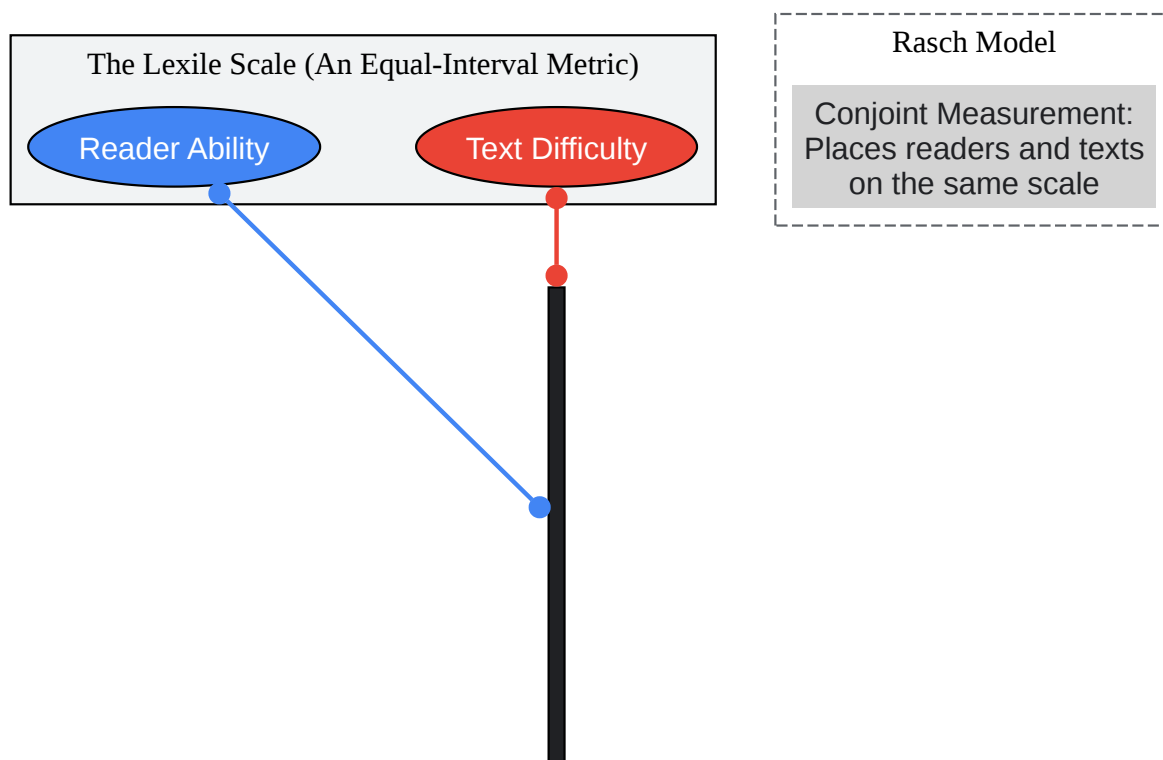 The Lexile Scale (An Equal-Interval Metric)
Reader Ability
Text Difficulty
Rasch Model
Conjoint Measurement:
Places readers and texts
on the same scale